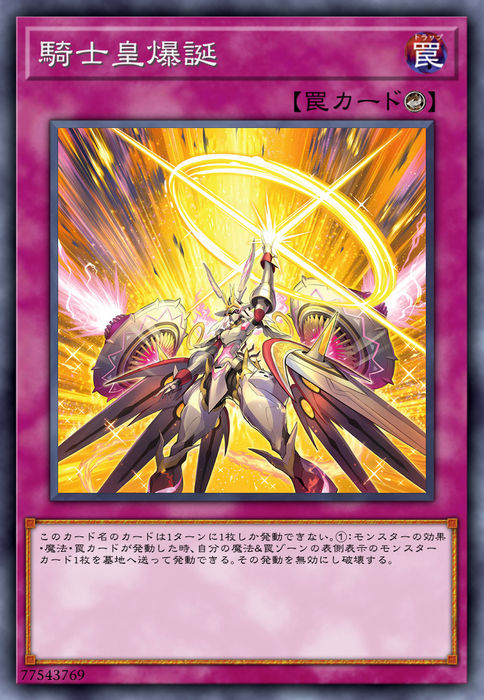 騎士皇爆誕
トラップ
罠
【罠カード】
このカード名のカードは1ターンに1枚しか発動できない。①:モンスターの効果
・魔法・罠カードが発動した時、自分の魔法&罠ゾーンの表側表示のモンスター
カード1枚を墓地へ送って発動できる。その発動を無効にし破壊する。
77543769